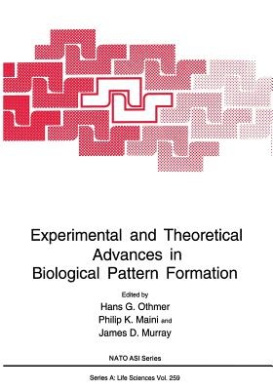 Experimental and Theoretical
Advances in
Biological Pattern Formation
Edited by
Hans G. Othmer
Philip K. Maini and
James D. Murray
NATO ASI Series
Series A: Life Sciences Vol. 259